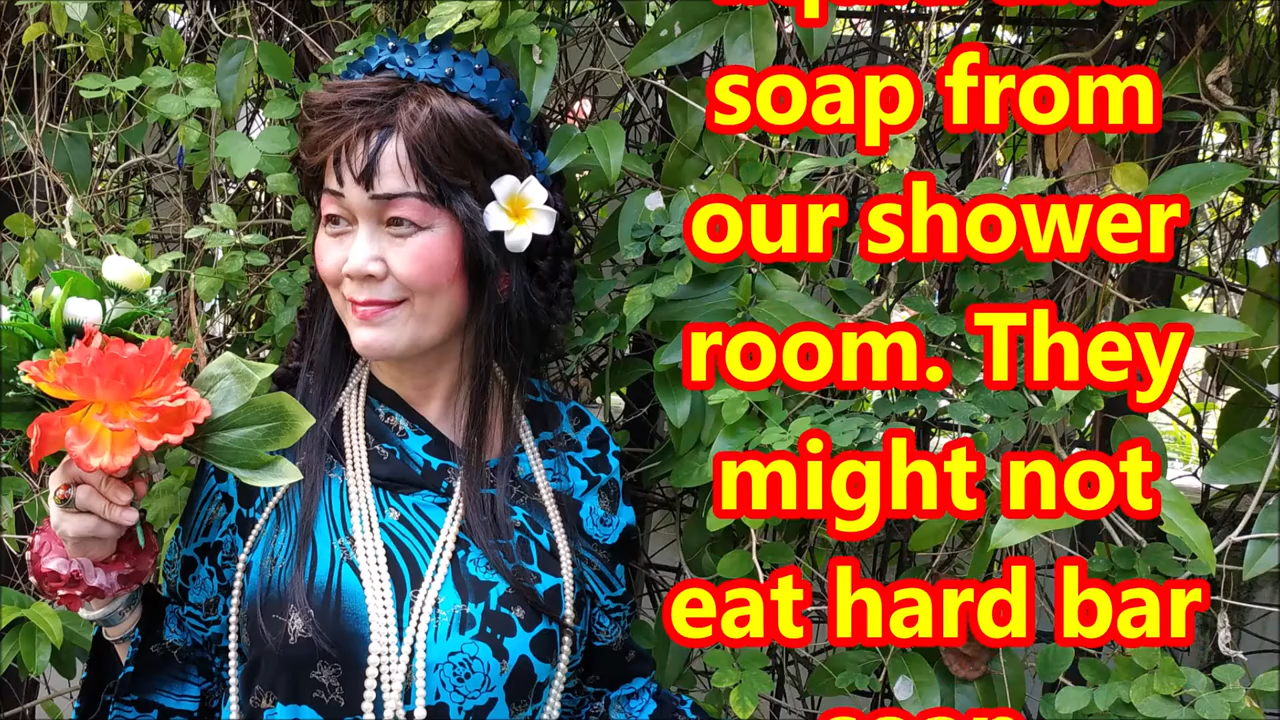 soap from
our shower
room. They
might not
eat hard bar